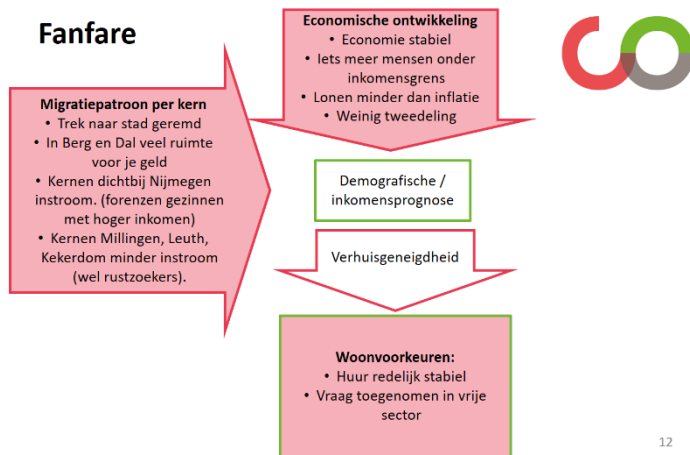 Fanfare
Economische ontwikkeling
• Economie stabiel
• Iets meer mensen onder
inkomensgrens
• Lonen minder dan inflatie
• Weinig tweedeling
Migratiepatroon per kern
• Trek naar stad geremd
• In Berg en Dal veel ruimte
voor je geld
• Kernen dichtbij Nijmegen
instroom. (forenzen gezinnen
met hoger inkomen)
• Kernen Millingen, Leuth,
Kekerdom minder instroom
(wel rustzoekers).
Demografische /
inkomensprognose
Verhuisgeneigdheid
Woonvoorkeuren:
• Huur redelijk stabiel
• Vraag toegenomen in vrije
sector
12